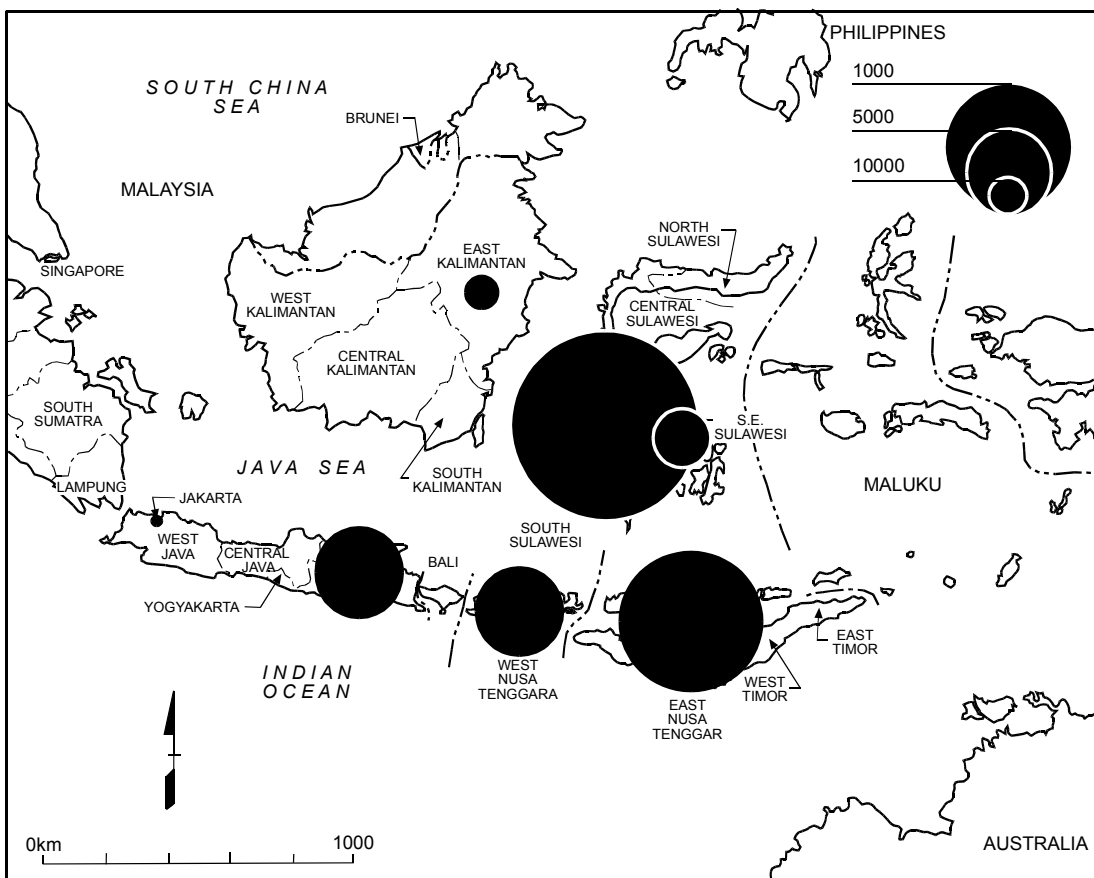 PHILIPPINES
1000
SOUTH CHINA
SEA
BRUNEI
5000
10000
MALAYSIA
NORTH
SULAWESI
EAST
KALIMANTAN
SINGAPORE
WEST
KALIMANTAN
CENTRAL
SULAWESI
CENTRAL
KALIMANTAN
SOUTH
SUMATRA
S.E.
SULAWESI
JAVA SEA
SOUTH
KALIMANTAN
LAMPUNG
MALUKU
JAKARTA
SOUTH
SULAWESI
WEST
JAVA
CENTRAL
JAVA
BALI
YOGYAKARTA
EAST
TIMOR
INDIAN
OCEAN
WEST
NUSA
TENGGARA
WEST
TIMOR
EAST
NUSA
TENGGAR
0km
1000
AUSTRALIA